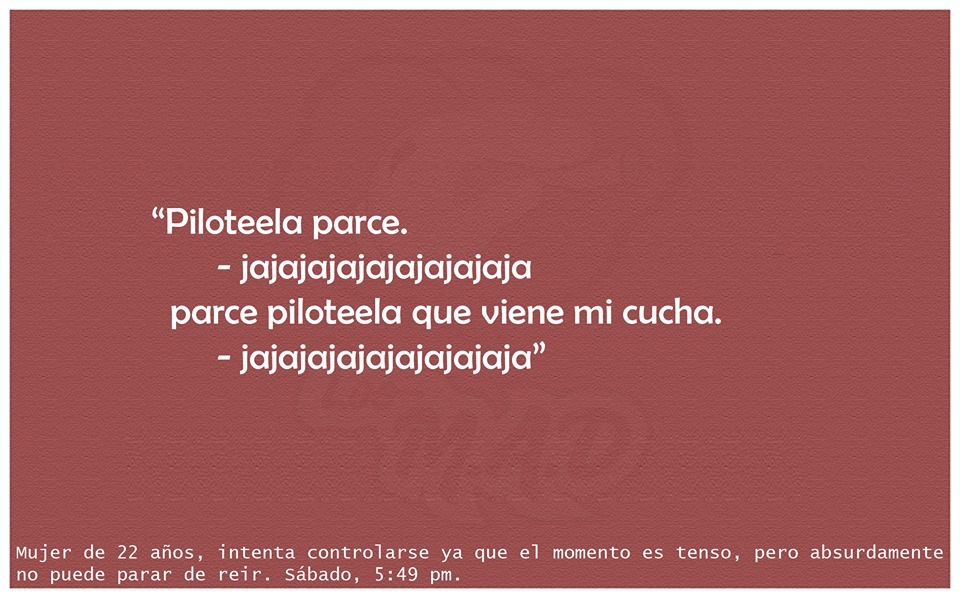 “Piloteela parce.
- jajajajajajajajajaja
parce piloteela que viene mi cucha.
- jajajajajajajajajaja”
Mujer de 22 años, intenta controlarse ya que el momento es tenso, pero absurdamente
no puede parar de reir. Sábado, 5:49 pm.